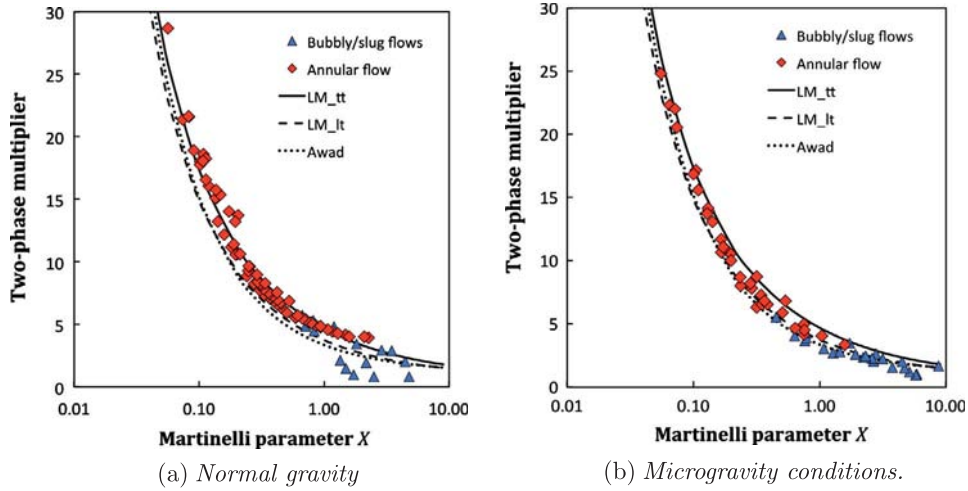 30
25
20
15
10
5
0
Two-phase multiplier
Bubbly/slug flows
Annular flow
LM_tt
LM_lt
Awad
0.01 0.10 1.00 10.00
Martinelli parameter X
(a) Normal gravity
30
25
20
15
10
5
0
Two-phase multiplier
Bubbly/slug flows
Annular flow
LM_tt
LM_lt
Awad
0.01 0.10 1.00 10.00
Martinelli parameter X
(b) Microgravity conditions.